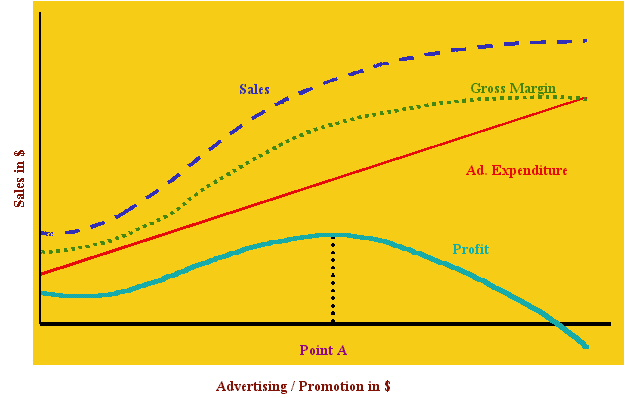 Sales
Gross Margin
Ad. Expenditure
Profit
Sales in $
Point A
Advertising / Promotion in $